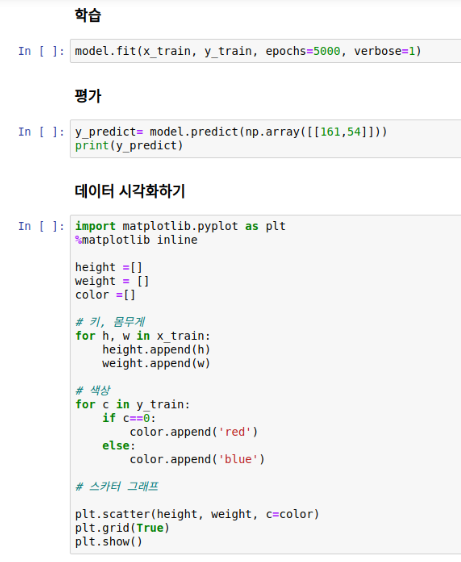 학습
In [ ]: model.fit(x_train, y_train, epochs=5000, verbose=1)
평가
In [ ]: y_predict= model.predict(np.array([[161,54]]))
print(y_predict)
데이터 시각화하기
In [ ]: import matplotlib.pyplot as plt
%matplotlib inline
height =[]
weight = []
color =[]
# 키, 몸무게
for h, w in x_train:
    height.append(h)
    weight.append(w)
# 색상
for c in y_train:
    if c==0:
        color.append('red')
    else:
        color.append('blue')
# 스카터 그래프
plt.scatter(height, weight, c=color)
plt.grid(True)
plt.show()